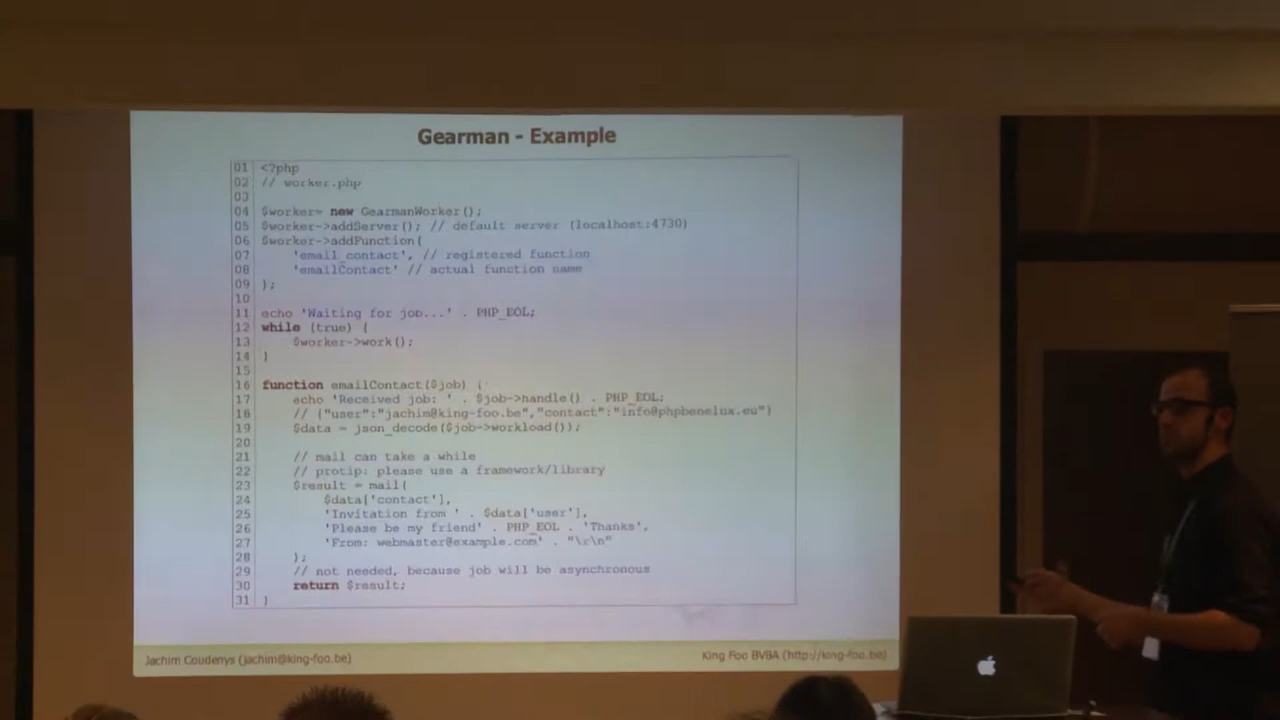 Gearman - Example
01 <?php
02 // worker.php
03
04 $worker= new GearmanWorker();
05 $worker->addServer(); // default server (localhost:4730)
06 $worker->addFunction(
07 'email_contact', // registered function
08 'emailContact' // actual function name
09 );
10
11 echo 'Waiting for job...' . PHP_EOL;
12 while (true) {
13 $worker->work();
14 }
15
16 function emailContact($job) {
17 echo 'Received job: ' . $job->handle() . PHP_EOL;
18 // {"user":"jachim@king-foo.be","contact":"info@phpbenelux.eu"}
19 $data = json_decode($job->workload());
20
21 // mail can take a while
22 // protip: please use a framework/library
23 $result = mail(
24 $data['contact'],
25 'Invitation from ' . $data['user'],
26 'Please be my friend' . PHP_EOL . 'Thanks',
27 'From: webmaster@example.com' . "\r\n"
28 );
29 // not needed, because job will be asynchronous
30 return $result;
31 }
Jachim Coudenys (jachim@king-foo.be) King Foo BVBA (http://king-foo.be)